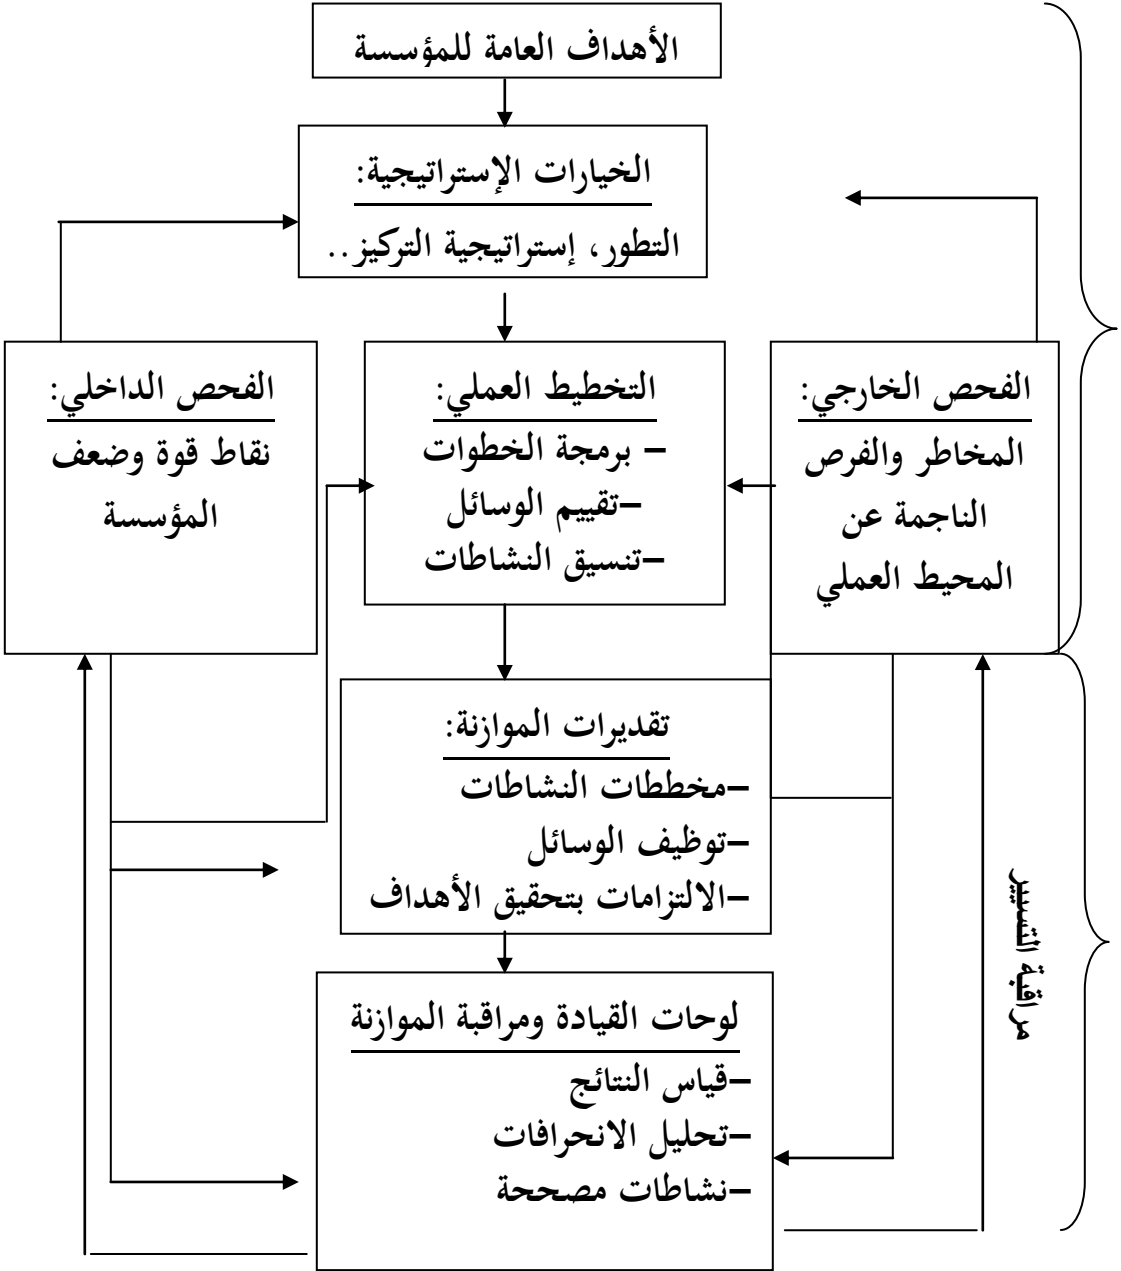 الأهداف العامة للمؤسسة
الخيارات الإستراتيجية:
التطور، إستراتيجية التركيز..
الفحص الخارجي:
المخاطر والفرص
الناجمة عن
المحيط العملي
التخطيط العملي:
– برمجة الخطوات
–تقييم الوسائل
–تنسيق النشاطات
الفحص الداخلي:
نقاط قوة وضعف
المؤسسة
تقديرات الموازنة:
–مخططات النشاطات
–توظيف الوسائل
–الالتزامات بتحقيق الأهداف
مراقبة التسيير
لوحات القيادة ومراقبة الموازنة
–قياس النتائج
–تحليل الانحرافات
–نشاطات مصححة